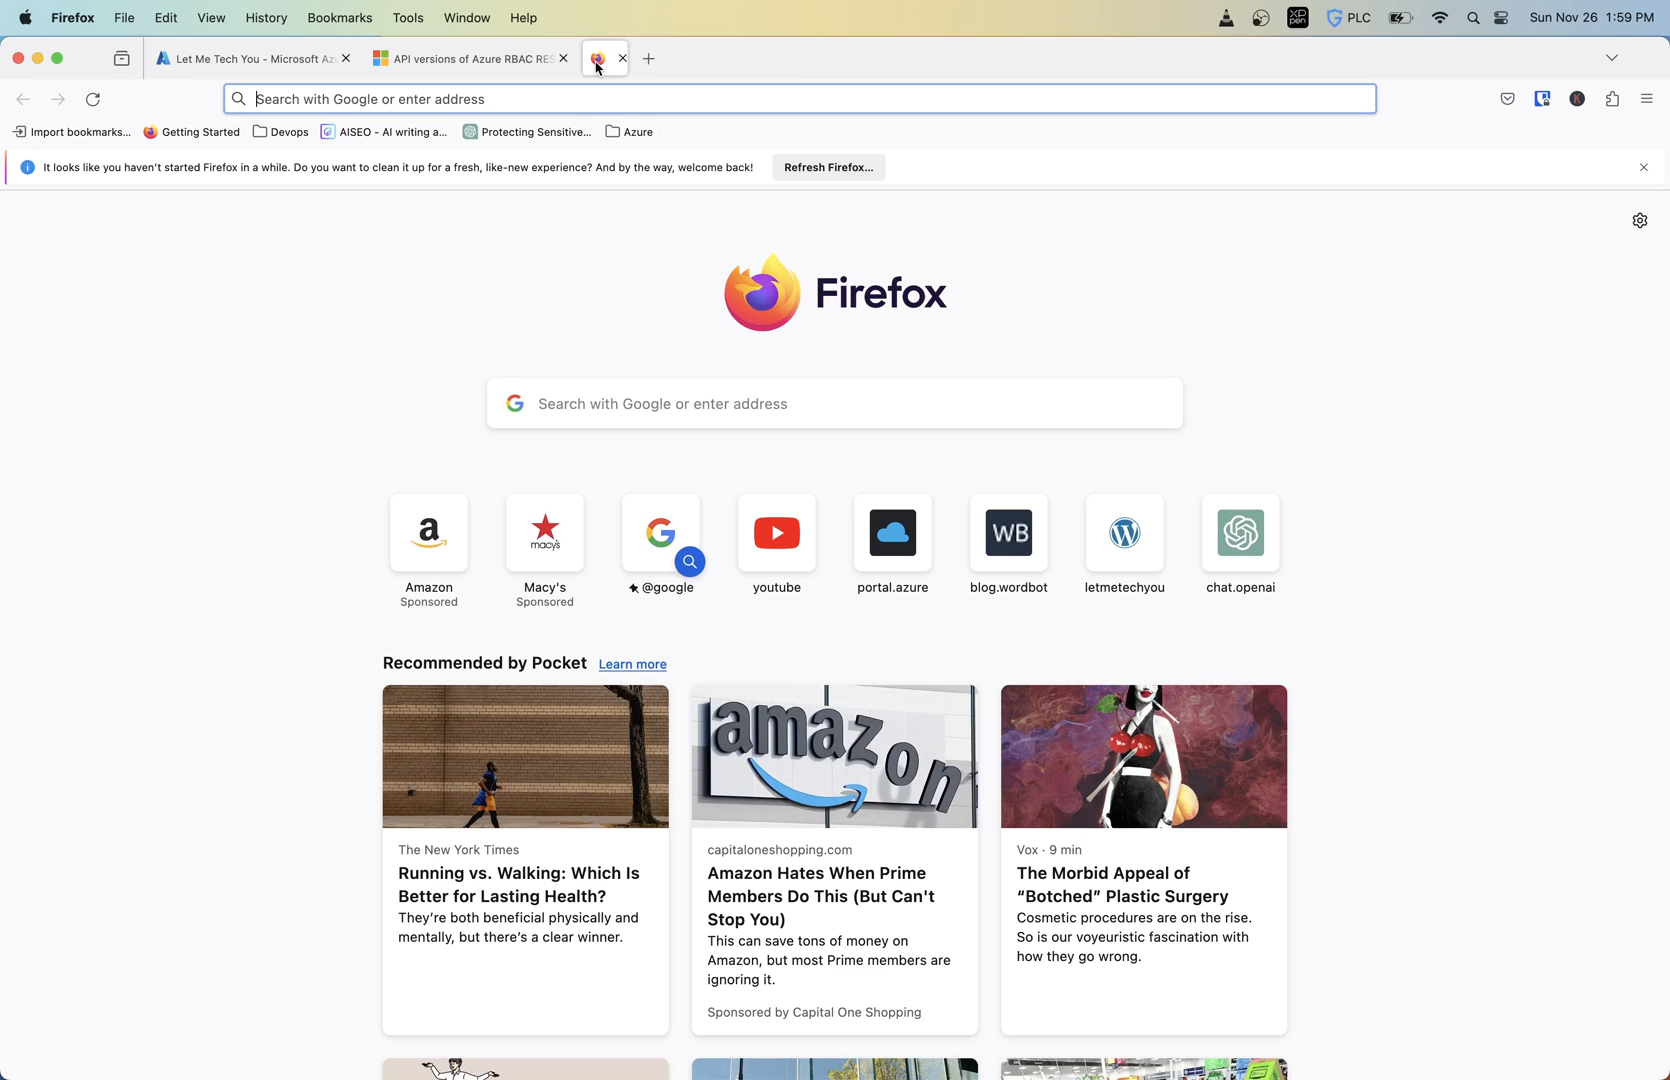 Firefox File Edit View History Bookmarks Tools Window Help
XP
pen
PLC
Sun Nov 26 1:59 PM
Let Me Tech You - Microsoft Az
API versions of Azure RBAC RES
Search with Google or enter address
Import bookmarks...
Getting Started
Devops
AISEO - AI writing a...
Protecting Sensitive...
Azure
It looks like you haven't started Firefox in a while. Do you want to clean it up for a fresh, like-new experience? And by the way, welcome back!
Refresh Firefox...
Firefox
Search with Google or enter address
a
macy's
WB
Amazon
Sponsored
Macy's
Sponsored
@google
youtube
portal.azure
blog.wordbot
letmetechyou
chat.openai
Recommended by Pocket Learn more
amazon
The New York Times
Running vs. Walking: Which Is
Better for Lasting Health?
They're both beneficial physically and
mentally, but there's a clear winner.
capitaloneshopping.com
Amazon Hates When Prime
Members Do This (But Can't
Stop You)
This can save tons of money on
Amazon, but most Prime members are
ignoring it.
Sponsored by Capital One Shopping
Vox · 9 min
The Morbid Appeal of
“Botched” Plastic Surgery
Cosmetic procedures are on the rise.
So is our voyeuristic fascination with
how they go wrong.